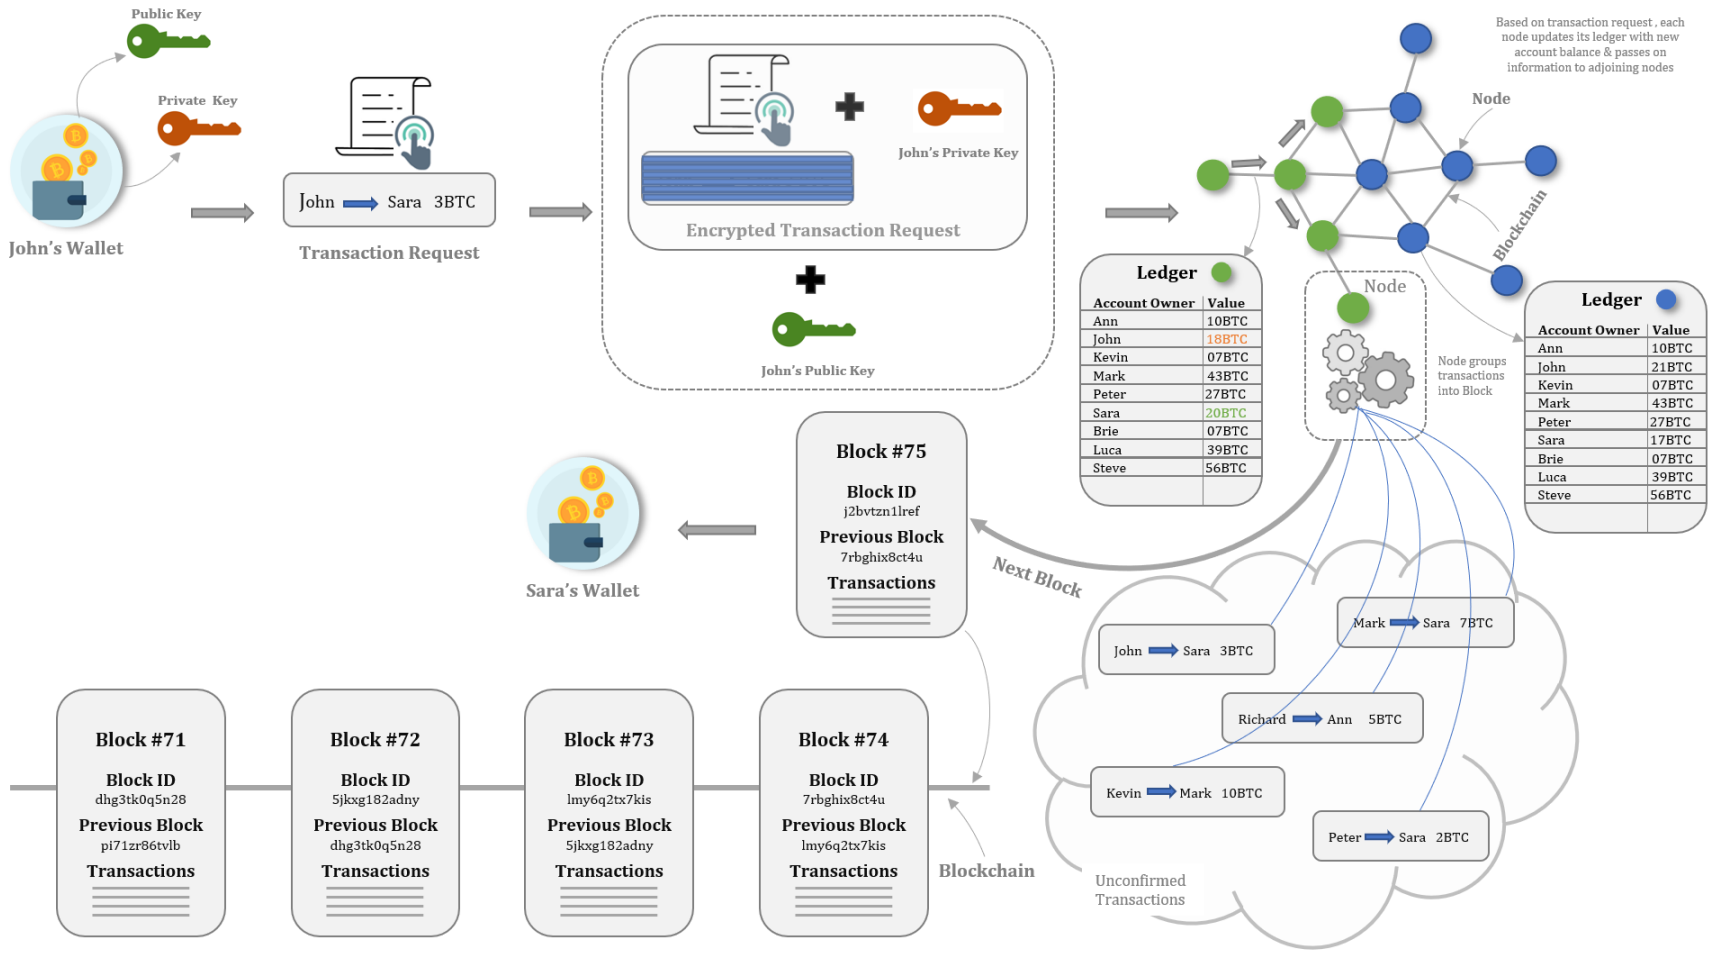 Public Key
Private Key
John's Wallet
John Sara 3BTC
Transaction Request
John's Private Key
Encrypted Transaction Request
John's Public Key
Based on transaction request , each
node updates its ledger with new
account balance & passes on
information to adjoining nodes
Node
Blockchain
Ledger
Account Owner Value
Ann 10BTC
John 18BTC
Kevin 07BTC
Mark 43BTC
Peter 27BTC
Sara 20BTC
Brie 07BTC
Luca 39BTC
Steve 56BTC
Node
Node groups
transactions
into Block
Ledger
Account Owner Value
Ann 10BTC
John 21BTC
Kevin 07BTC
Mark 43BTC
Peter 27BTC
Sara 17BTC
Brie 07BTC
Luca 39BTC
Steve 56BTC
Sara's Wallet
Block #75
Block ID
j2bvtzn1lref
Previous Block
7rbghix8ct4u
Transactions
Next Block
John Sara 3BTC
Mark Sara 7BTC
Richard Ann 5BTC
Kevin Mark 10BTC
Peter Sara 2BTC
Unconfirmed
Transactions
Block #71
Block ID
dhg3tk0q5n28
Previous Block
pi71zr86tvlb
Transactions
Block #72
Block ID
5jkxg182adny
Previous Block
dhg3tk0q5n28
Transactions
Block #73
Block ID
lmy6q2tx7kis
Previous Block
5jkxg182adny
Transactions
Block #74
Block ID
7rbghix8ct4u
Previous Block
lmy6q2tx7kis
Transactions
Blockchain